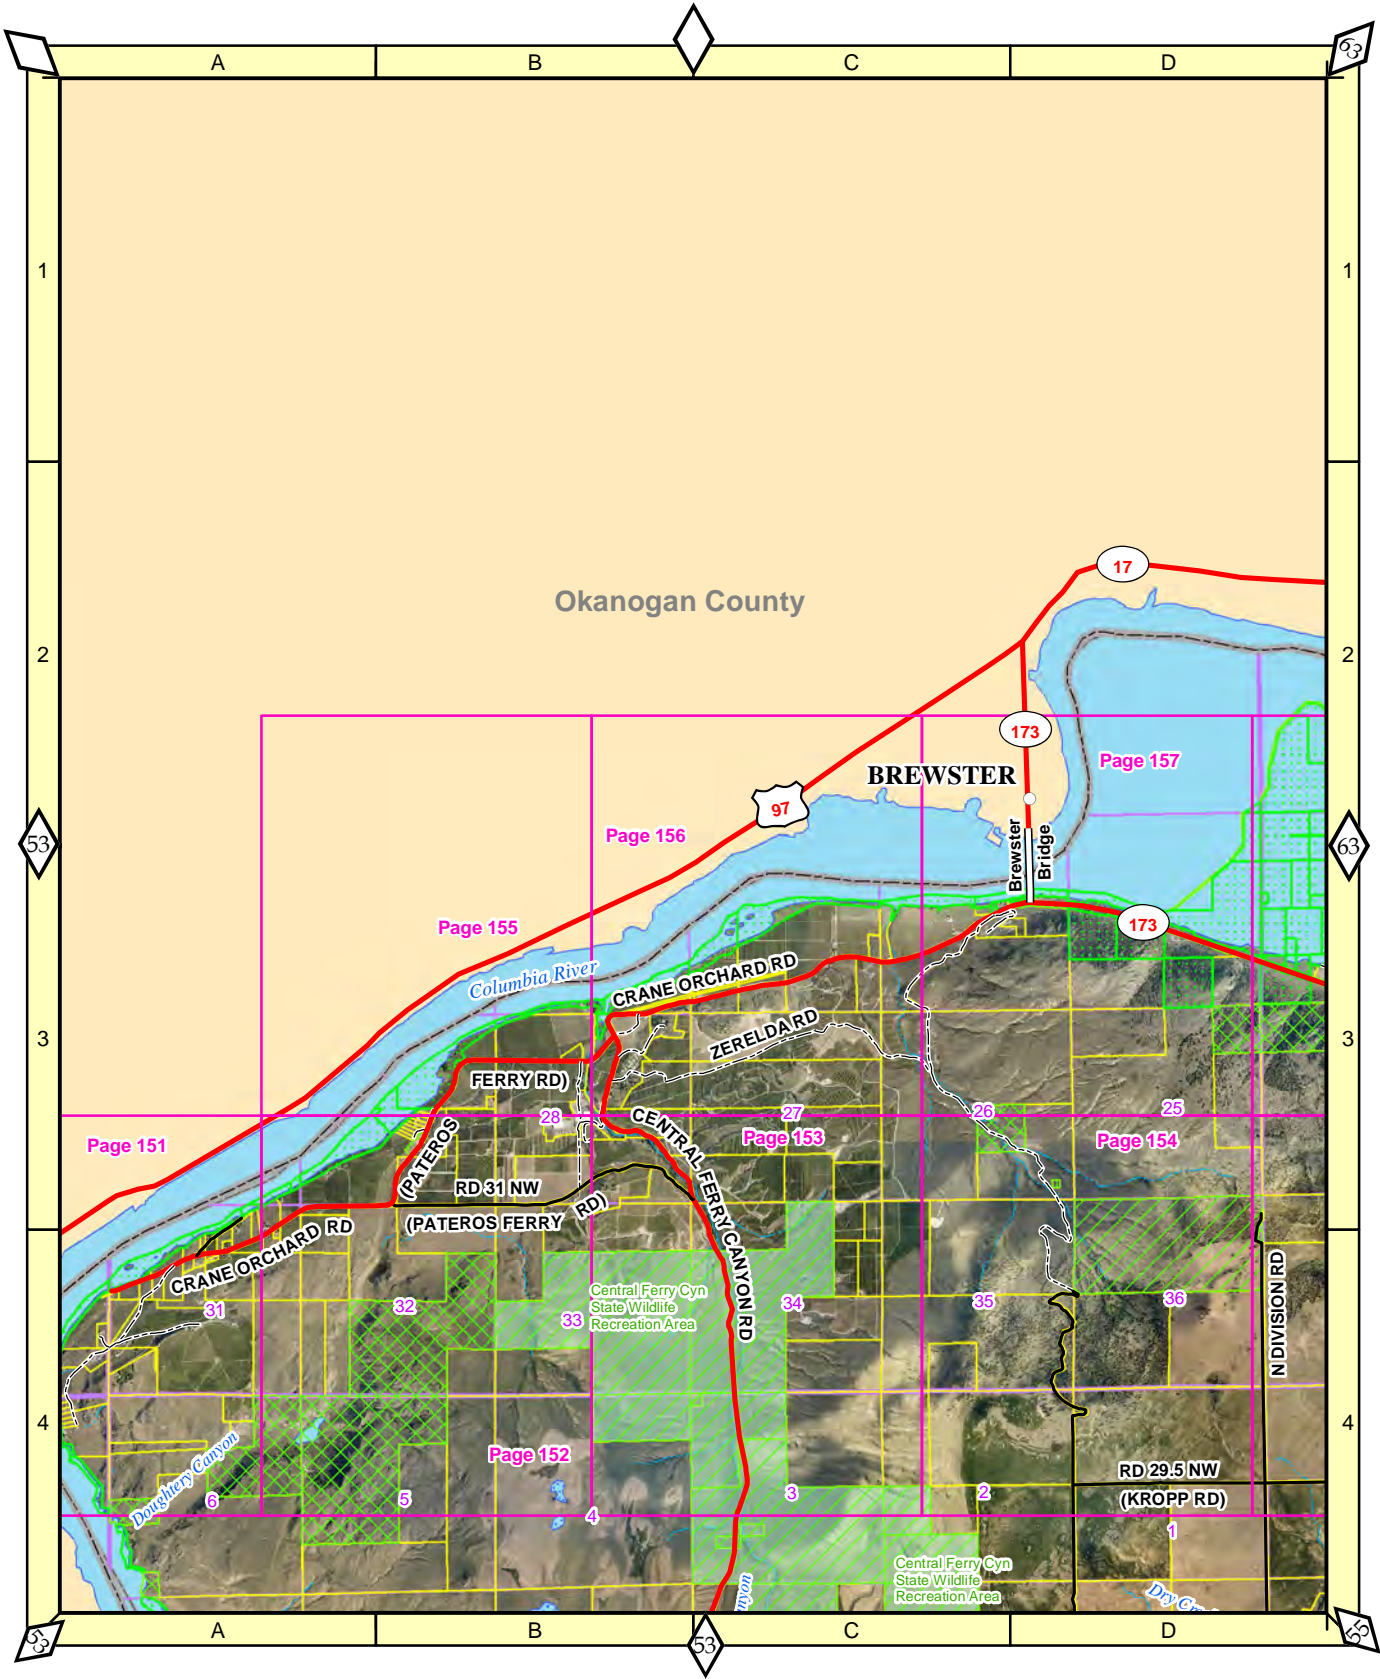 63
A B C D
1 1
17
Okanogan County
2 2
173
Page 157
BREWSTER
97
Brewster
Bridge
Page 156
53 63
Page 155
173
Columbia River
CRANE ORCHARD RD
ZERELDA RD
3 3
FERRY RD)
28 27 26 25
Page 151
(PATEROS
CENTRAL FERRY CANYON RD
Page 153
Page 154
RD 31 NW
(PATEROS FERRY RD)
CRANE ORCHARD RD
N DIVISION RD
Central Ferry Cyn
State Wildlife
Recreation Area
31 32 33 34 35 36
4 4
Doughtery Canyon
Page 152
RD 29.5 NW
(KROPP RD)
6 5 4 3 2 1
Central Ferry Cyn
State Wildlife
Recreation Area
A B C D
53 53 55